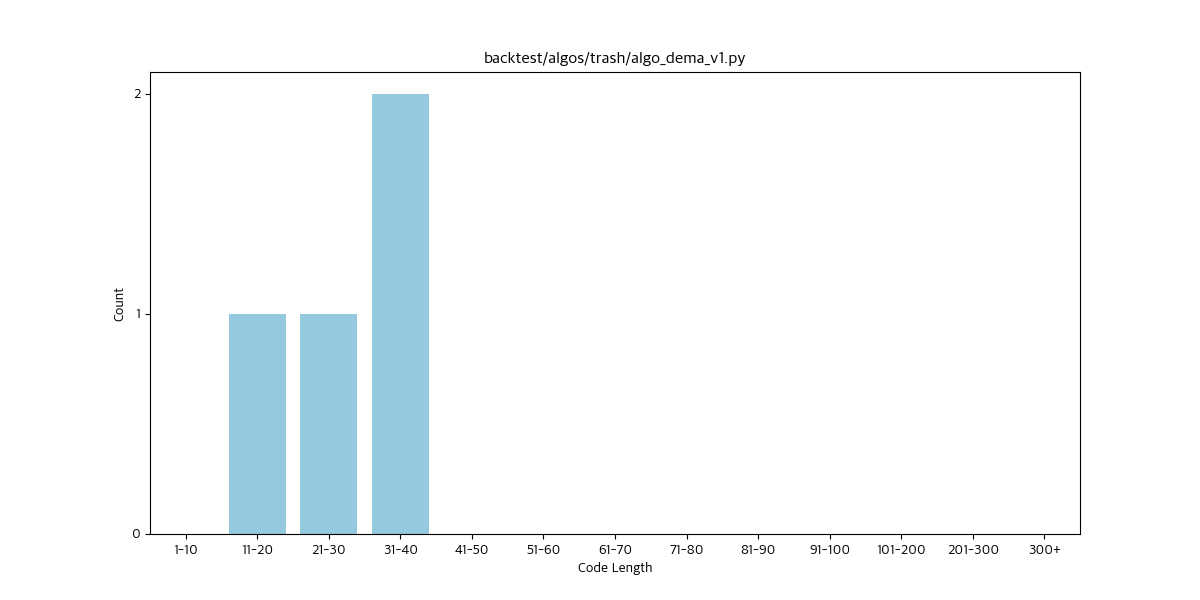 backtest/algos/trash/algo_dema_v1.py
Count
2
1
0
1-10 11-20 21-30 31-40 41-50 51-60 61-70 71-80 81-90 91-100 101-200 201-300 300+
Code Length